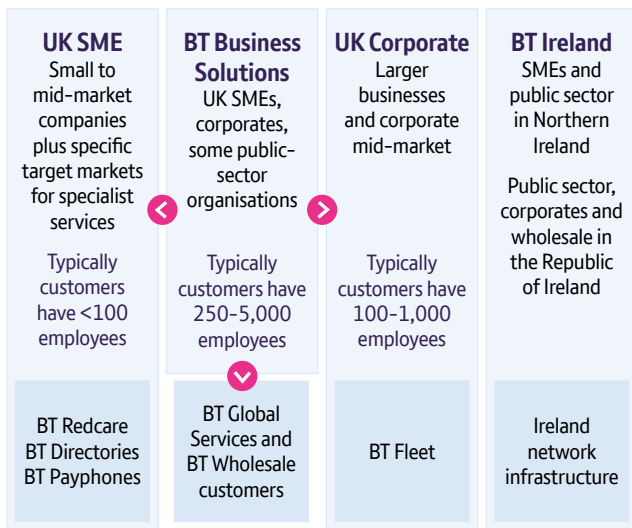 UK SME
Small to
mid-market
companies
plus specific
target markets
for specialist
services
Typically
customers
have <100
employees
BT Redcare
BT Directories
BT Payphones
BT Business
Solutions
UK SMEs,
corporates,
some public-
sector
organisations
Typically
customers have
250-5,000
employees
BT Global
Services and
BT Wholesale
customers
UK Corporate
Larger
businesses
and corporate
mid-market
Typically
customers have
100-1,000
employees
BT Fleet
BT Ireland
SMEs and
public sector
in Northern
Ireland
Public sector,
corporates and
wholesale in
the Republic
of Ireland
Ireland
network
infrastructure